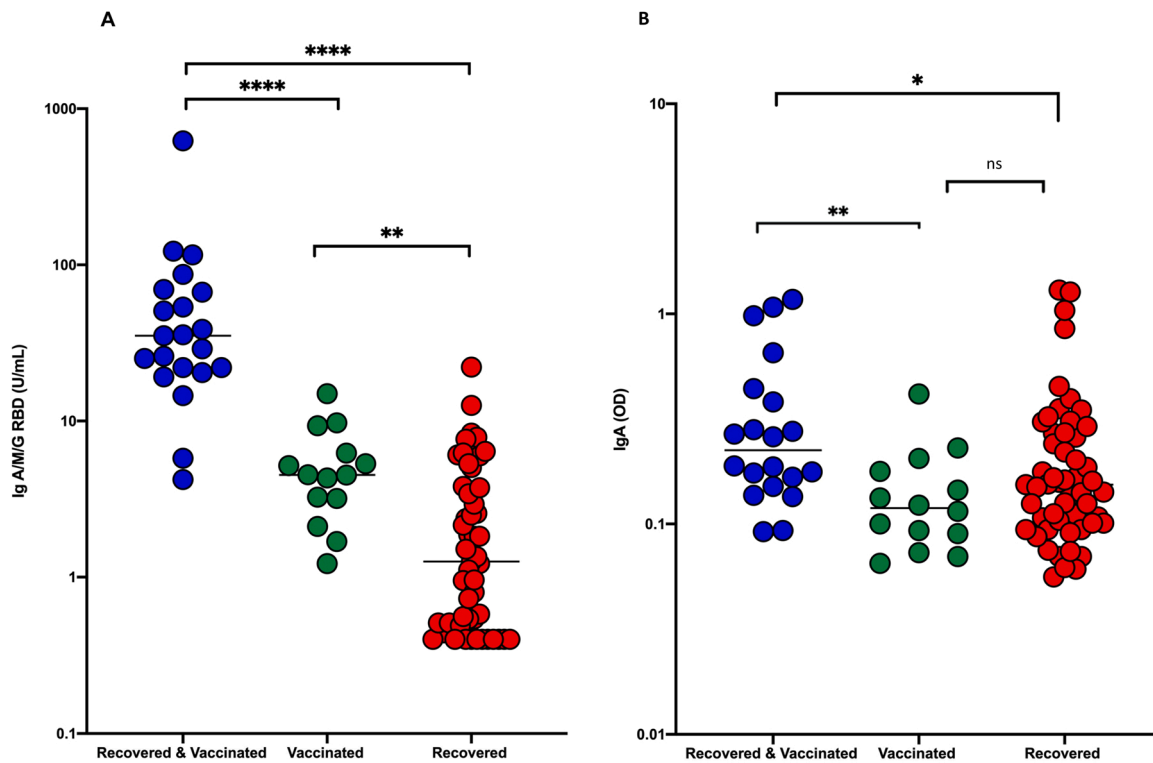 A
****
****
**
1000
100
10
1
0.1
Ig A/M/G RBD (U/mL)
Recovered & Vaccinated
Vaccinated
Recovered
B
*
ns
**
10
1
0.1
0.01
IgA (OD)
Recovered & Vaccinated
Vaccinated
Recovered